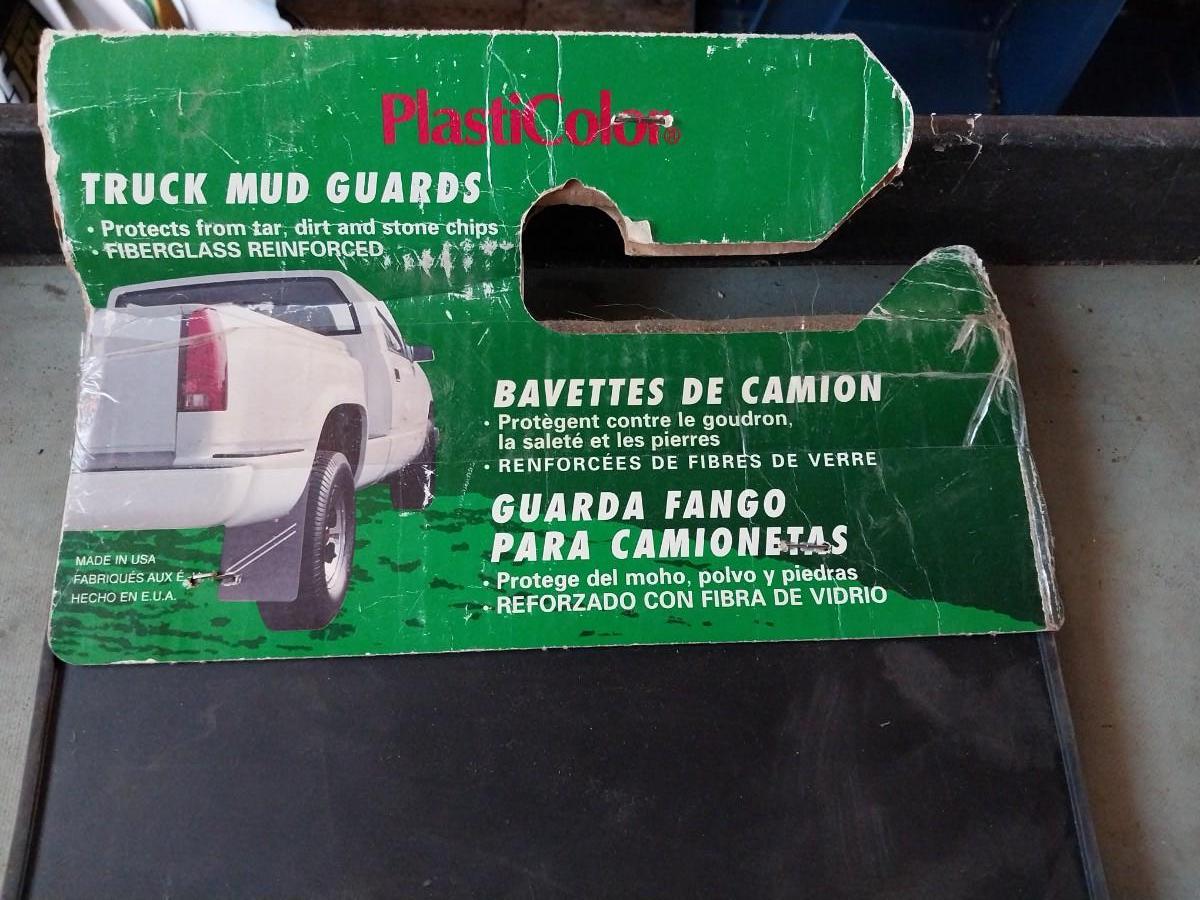 PlastiColor®
TRUCK MUD GUARDS
• Protects from tar, dirt and stone chips
• FIBERGLASS REINFORCED
BAVETTES DE CAMION
• Protègent contre le goudron,
la saleté et les pierres
• RENFORCÉES DE FIBRES DE VERRE
GUARDA FANGO
PARA CAMIONETAS
• Protege del moho, polvo y piedras
• REFORZADO CON FIBRA DE VIDRIO
MADE IN USA
FABRIQUÉS AUX
HECHO EN E.U.A.